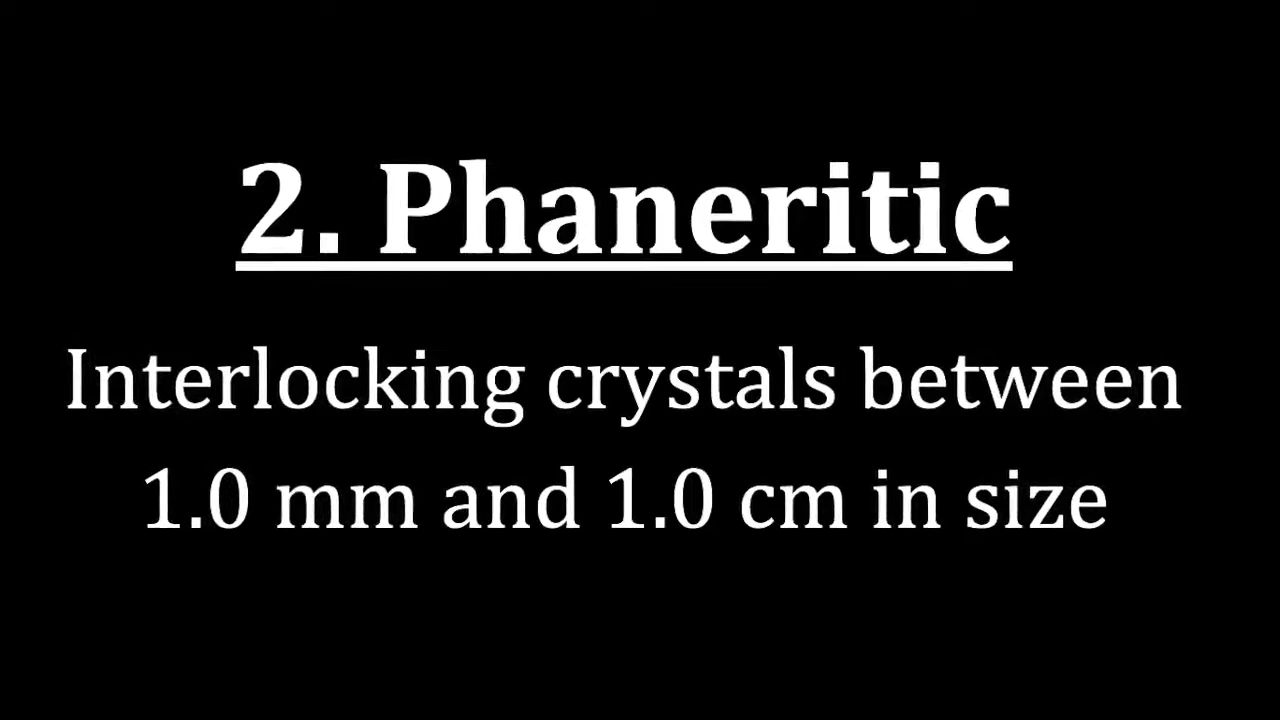 2. Phaneritic
Interlocking crystals between
1.0 mm and 1.0 cm in size